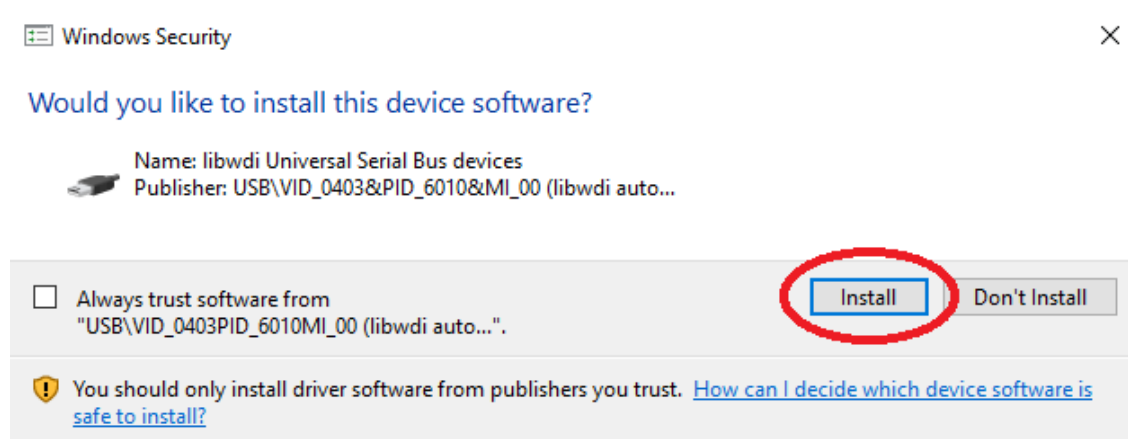 Windows Security
Would you like to install this device software?
Name: libwdi Universal Serial Bus devices
Publisher: USB\VID_0403&PID_6010&MI_00 (libwdi auto...
Always trust software from
"USB\VID_0403PID_6010MI_00 (libwdi auto...".
Install
Don't Install
You should only install driver software from publishers you trust. How can I decide which device software is
safe to install?